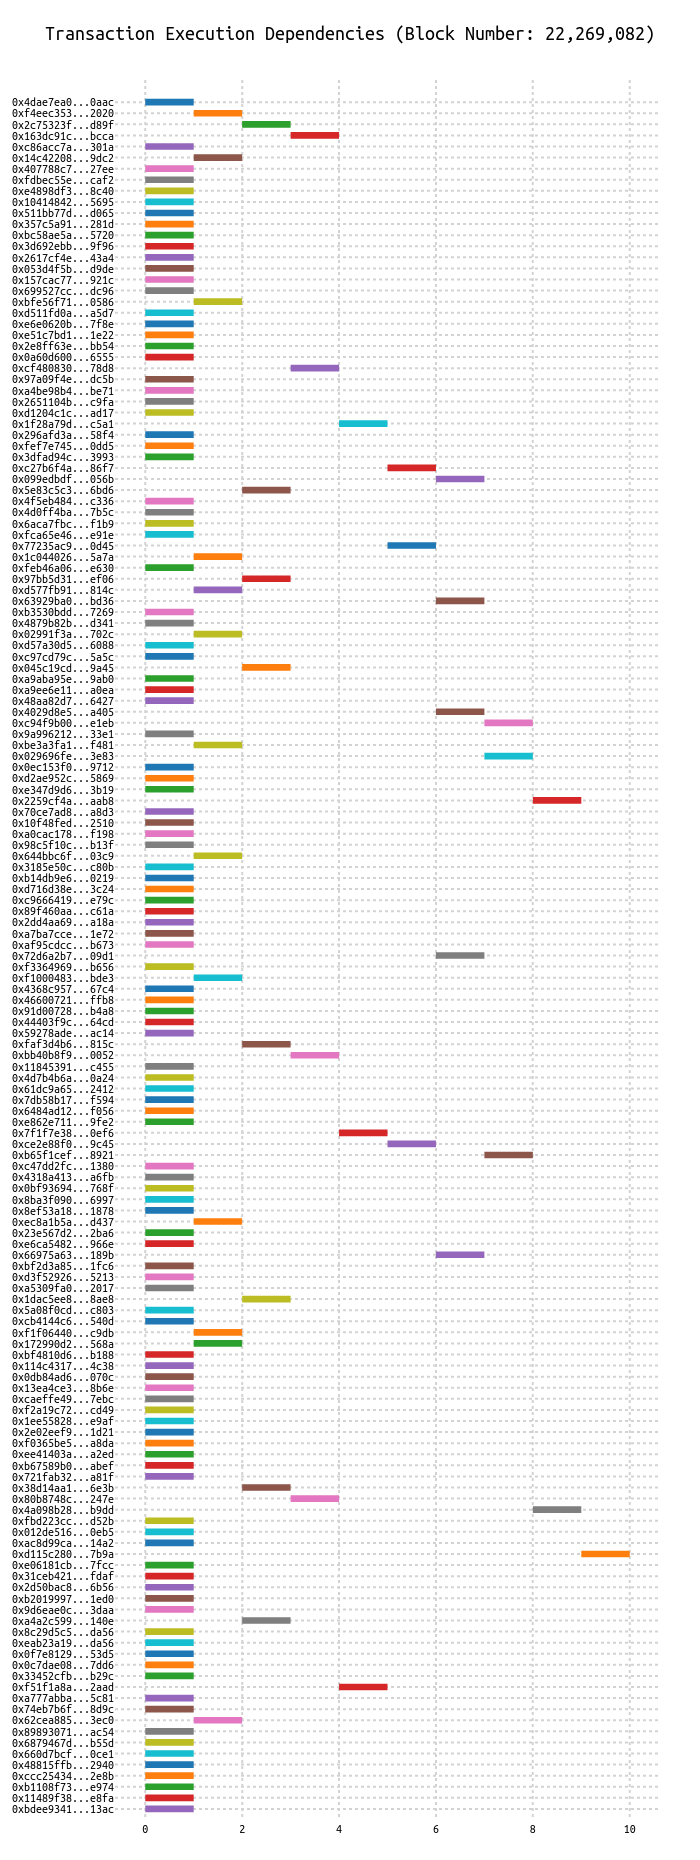 Transaction Execution Dependencies (Block Number: 22,269,082)
0x4dae7ea0...0aac
0xf4eec353...2020
0x2c75323f...d89f
0x163dc91c...bcca
0xc86acc7a...301a
0x14c42208...9dc2
0x407788c7...27ee
0xfdbec55e...caf2
0xe4898df3...8c40
0x10414842...5695
0x511bb77d...d065
0x357c5a91...281d
0xbc58ae5a...5720
0x3d692ebb...9f96
0x2617cf4e...43a4
0x053d4f5b...d9de
0x157cac77...921c
0x699527cc...dc96
0xbfe56f71...0586
0xd511fd0a...a5d7
0xe6e0620b...7f8e
0xe51c7bd1...1e22
0x2e8ff63e...bb54
0x0a60d600...6555
0xcf480830...78d8
0x97a09f4e...dc5b
0xa4be98b4...be71
0x2651104b...c9fa
0xd1204c1c...ad17
0x1f28a79d...c5a1
0x296afd3a...58f4
0xfef7e745...0dd5
0x3dfad94c...3993
0xc27b6f4a...86f7
0x099edbdf...056b
0x5e83c5c3...6bd6
0x4f5eb484...c336
0x4d0ff4ba...7b5c
0x6aca7fbc...f1b9
0xfca65e46...e91e
0x77235ac9...0d45
0x1c044026...5a7a
0xfeb46a06...e630
0x97bb5d31...ef06
0xd577fb91...814c
0x63929ba0...bd36
0xb3530bdd...7269
0x4879b82b...d341
0x02991f3a...702c
0xd57a30d5...6088
0xc97cd79c...5a5c
0x045c19cd...9a45
0xa9aba95e...9ab0
0xa9ee6e11...a0ea
0x48aa82d7...6427
0x4029d8e5...a405
0xc94f9b00...e1eb
0x9a996212...33e1
0xbe3a3fa1...f481
0x029696fe...3e83
0x0ec153f0...9712
0xd2ae952c...5869
0xe347d9d6...3b19
0x2259cf4a...aab8
0x70ce7ad8...a8d3
0x10f48fed...2510
0xa0cac178...f198
0x98c5f10c...b13f
0x644bbc6f...03c9
0x3185e50c...c80b
0xb14db9e6...0219
0xd716d38e...3c24
0xc9666419...e79c
0x89f460aa...c61a
0x2dd4aa69...a18a
0xa7ba7cce...1e72
0xaf95cdcc...b673
0x72d6a2b7...09d1
0xf3364969...b656
0xf1000483...bde3
0x4368c957...67c4
0x46600721...ffb8
0x91d00728...b4a8
0x44403f9c...64cd
0x59278ade...ac14
0xfaf3d4b6...815c
0xbb40b8f9...0052
0x11845391...c455
0x4d7b4b6a...0a24
0x61dc9a65...2412
0x7db58b17...f594
0x6484ad12...f056
0xe862e711...9fe2
0x7f1f7e38...0ef6
0xce2e88f0...9c45
0xb65f1cef...8921
0xc47dd2fc...1380
0x4318a413...a6fb
0x0bf93694...768f
0x8ba3f090...6997
0x8ef53a18...1878
0xec8a1b5a...d437
0x23e567d2...2ba6
0xe6ca5482...966e
0x66975a63...189b
0xbf2d3a85...1fc6
0xd3f52926...5213
0xa5309fa0...2017
0x1dac5ee8...8ae8
0x5a08f0cd...c803
0xcb4144c6...540d
0xf1f06440...c9db
0x172990d2...568a
0xbf4810d6...b188
0x114c4317...4c38
0x0db84ad6...070c
0x13ea4ce3...8b6e
0xcaeffe49...7ebc
0xf2a19c72...cd49
0x1ee55828...e9af
0x2e02eef9...1d21
0xf0365be5...a8da
0xee41403a...a2ed
0xb67589b0...abef
0x721fab32...a81f
0x38d14aa1...6e3b
0x80b8748c...247e
0x4a098b28...b9dd
0xfbd223cc...d52b
0x012de516...0eb5
0xac8d99ca...14a2
0xd115c280...7b9a
0xe06181cb...7fcc
0x31ceb421...fdaf
0x2d50bac8...6b56
0xb2019997...1ed0
0x9d6eae0c...3daa
0xa4a2c599...140e
0x8c29d5c5...da56
0xeab23a19...da56
0x0f7e8129...53d5
0x0c7dae08...7dd6
0x33452cfb...b29c
0xf51f1a8a...2aad
0xa777abba...5c81
0x74eb7b6f...8d9c
0x62cea885...3ec0
0x89893071...ac54
0x6879467d...b55d
0x660d7bcf...0ce1
0x48815ffb...2940
0xccc25434...2e8b
0xb1108f73...e974
0x11489f38...e8fa
0xbdee9341...13ac
0 2 4 6 8 10